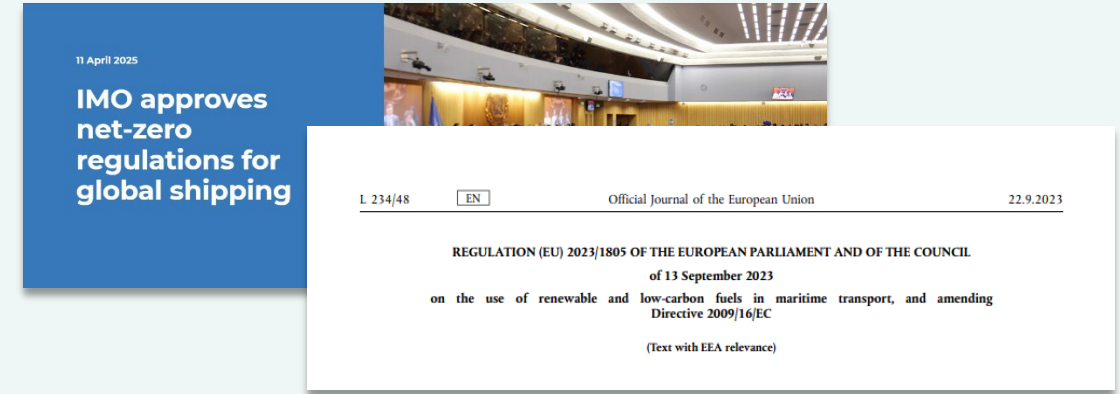 11 April 2025
IMO approves
net-zero
regulations for
global shipping
L 234/48 EN Official Journal of the European Union 22.9.2023
REGULATION (EU) 2023/1805 OF THE EUROPEAN PARLIAMENT AND OF THE COUNCIL
of 13 September 2023
on the use of renewable and low-carbon fuels in maritime transport, and amending
Directive 2009/16/EC
(Text with EEA relevance)